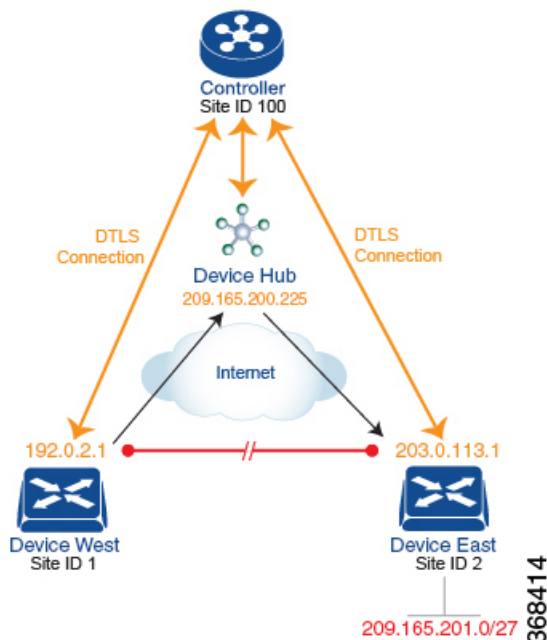 Controller
Site ID 100
DTLS
Connection
DTLS
Connection
Device Hub
209.165.200.225
Internet
192.0.2.1
203.0.113.1
Device West
Site ID 1
Device East
Site ID 2
209.165.201.0/27
368414